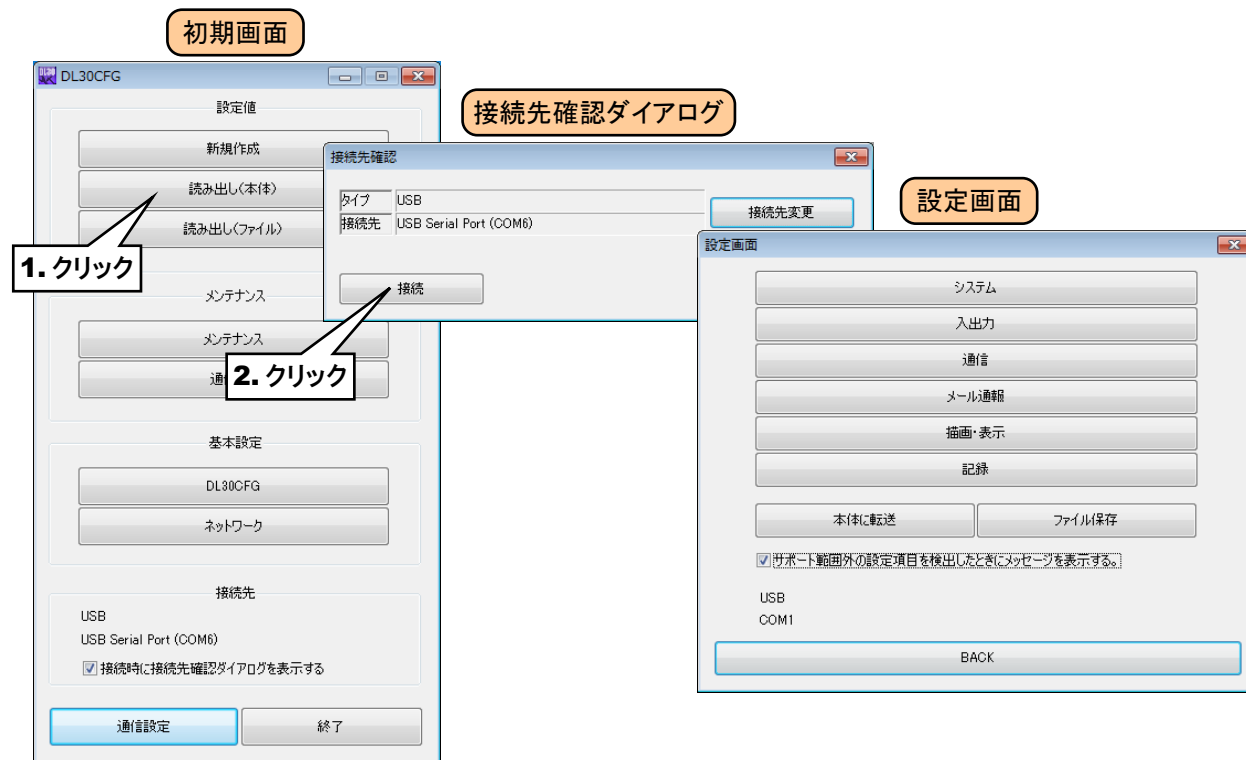 初期画面
DL30CFG
設定値
新規作成
読み出し(本体)
読み出し(ファイル)
1. クリック
メンテナンス
メンテナンス
通
2. クリック
基本設定
DL30CFG
ネットワーク
接続先
USB
USB Serial Port (COM6)
接続時に接続先確認ダイアログを表示する
通信設定
終了
接続先確認ダイアログ
接続先確認
タイプ USB
接続先 USB Serial Port (COM6)
接続先変更
接続
設定画面
設定画面
システム
入出力
通信
メール通報
描画・表示
記録
本体に転送
ファイル保存
サポート範囲外の設定項目を検出したときにメッセージを表示する。
USB
COM1
BACK